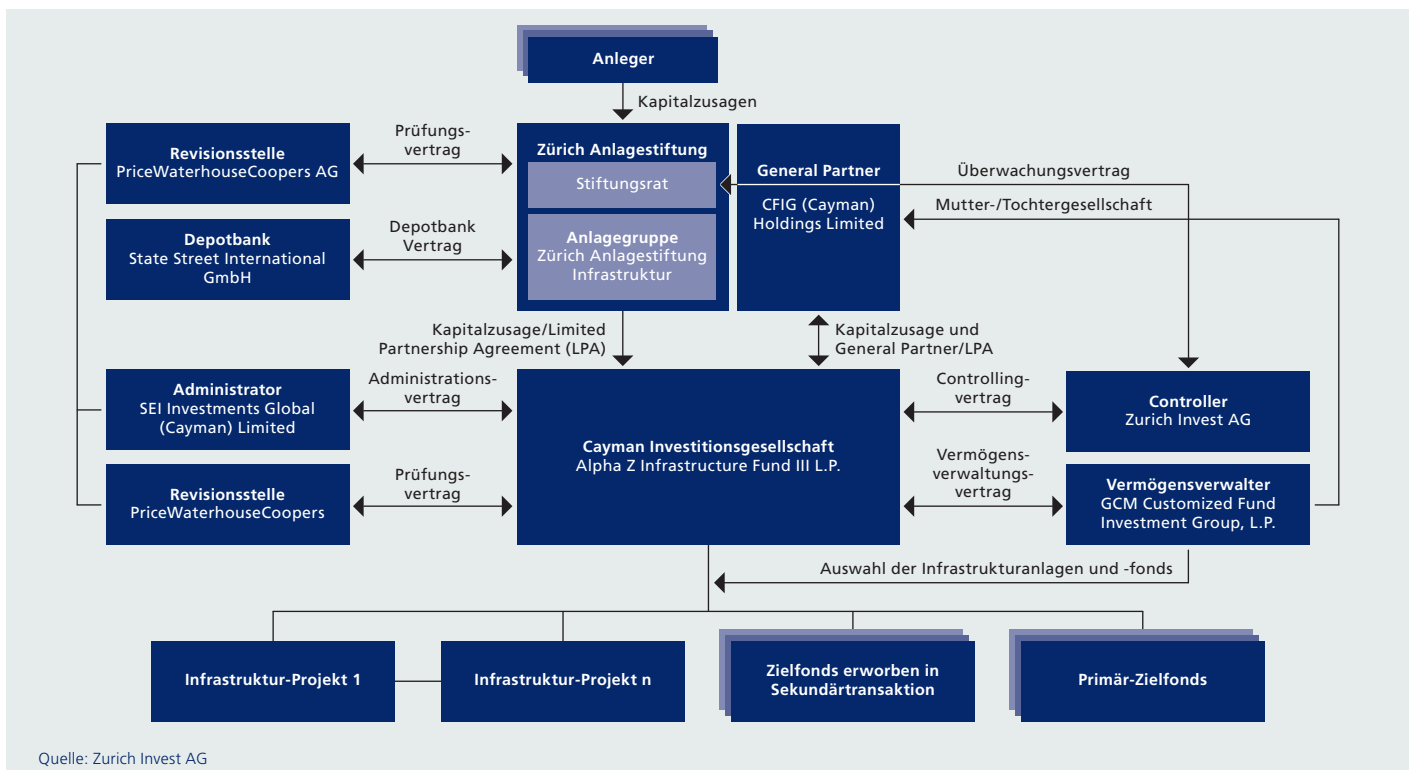 Anleger
Kapitalzusagen
Revisionsstelle
PriceWaterhouseCoopers AG
Prüfungs-
vertrag
Zürich Anlagestiftung
Stiftungsrat
General Partner
CFIG (Cayman)
Holdings Limited
Überwachungsvertrag
Mutter-/Tochtergesellschaft
Depotbank
State Street International
GmbH
Depotbank
Vertrag
Anlagegruppe
Zürich Anlagestiftung
Infrastruktur
Kapitalzusage/Limited
Partnership Agreement (LPA)
Kapitalzusage und
General Partner/LPA
Administrator
SEI Investments Global
(Cayman) Limited
Administrations-
vertrag
Cayman Investitionsgesellschaft
Alpha Z Infrastructure Fund III L.P.
Controlling-
vertrag
Controller
Zurich Invest AG
Revisionsstelle
PriceWaterhouseCoopers
Prüfungs-
vertrag
Vermögens-
verwaltungs-
vertrag
Vermögensverwalter
GCM Customized Fund
Investment Group, L.P.
Auswahl der Infrastrukturanlagen und -fonds
Infrastruktur-Projekt 1
Infrastruktur-Projekt n
Zielfonds erworben in
Sekundärtransaktion
Primär-Zielfonds
Quelle: Zurich Invest AG